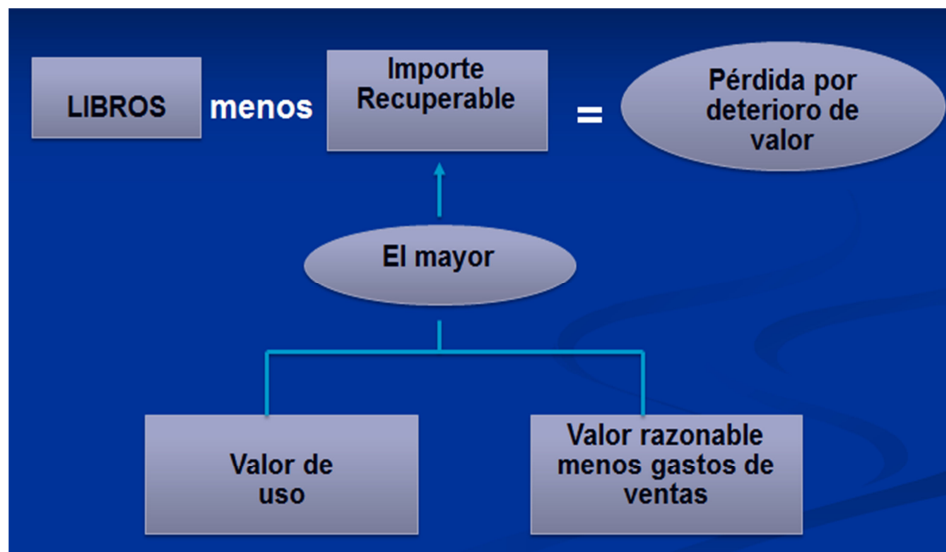 LIBROS menos
Importe
Recuperable
=
Pérdida por
deterioro de
valor
El mayor
Valor de
uso
Valor razonable
menos gastos de
ventas